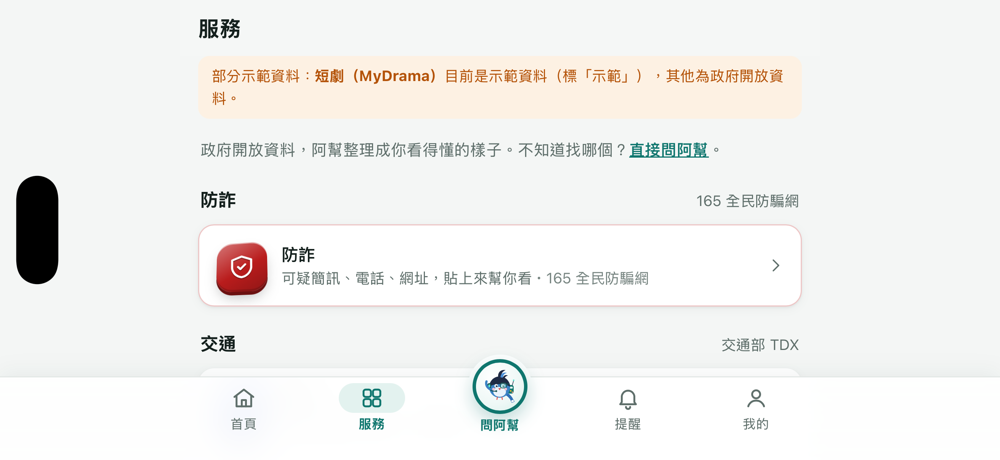 服務
部分示範資料：短劇（MyDrama）目前是示範資料（標「示範」），其他為政府開放資
料。
政府開放資料，阿幫整理成你看得懂的樣子。不知道找哪個？直接問阿幫。
防詐
165 全民防騙網
防詐
可疑簡訊、電話、網址，貼上來幫你看・165 全民防騙網
交通
交通部 TDX
首頁
服務
問阿幫
提醒
我的